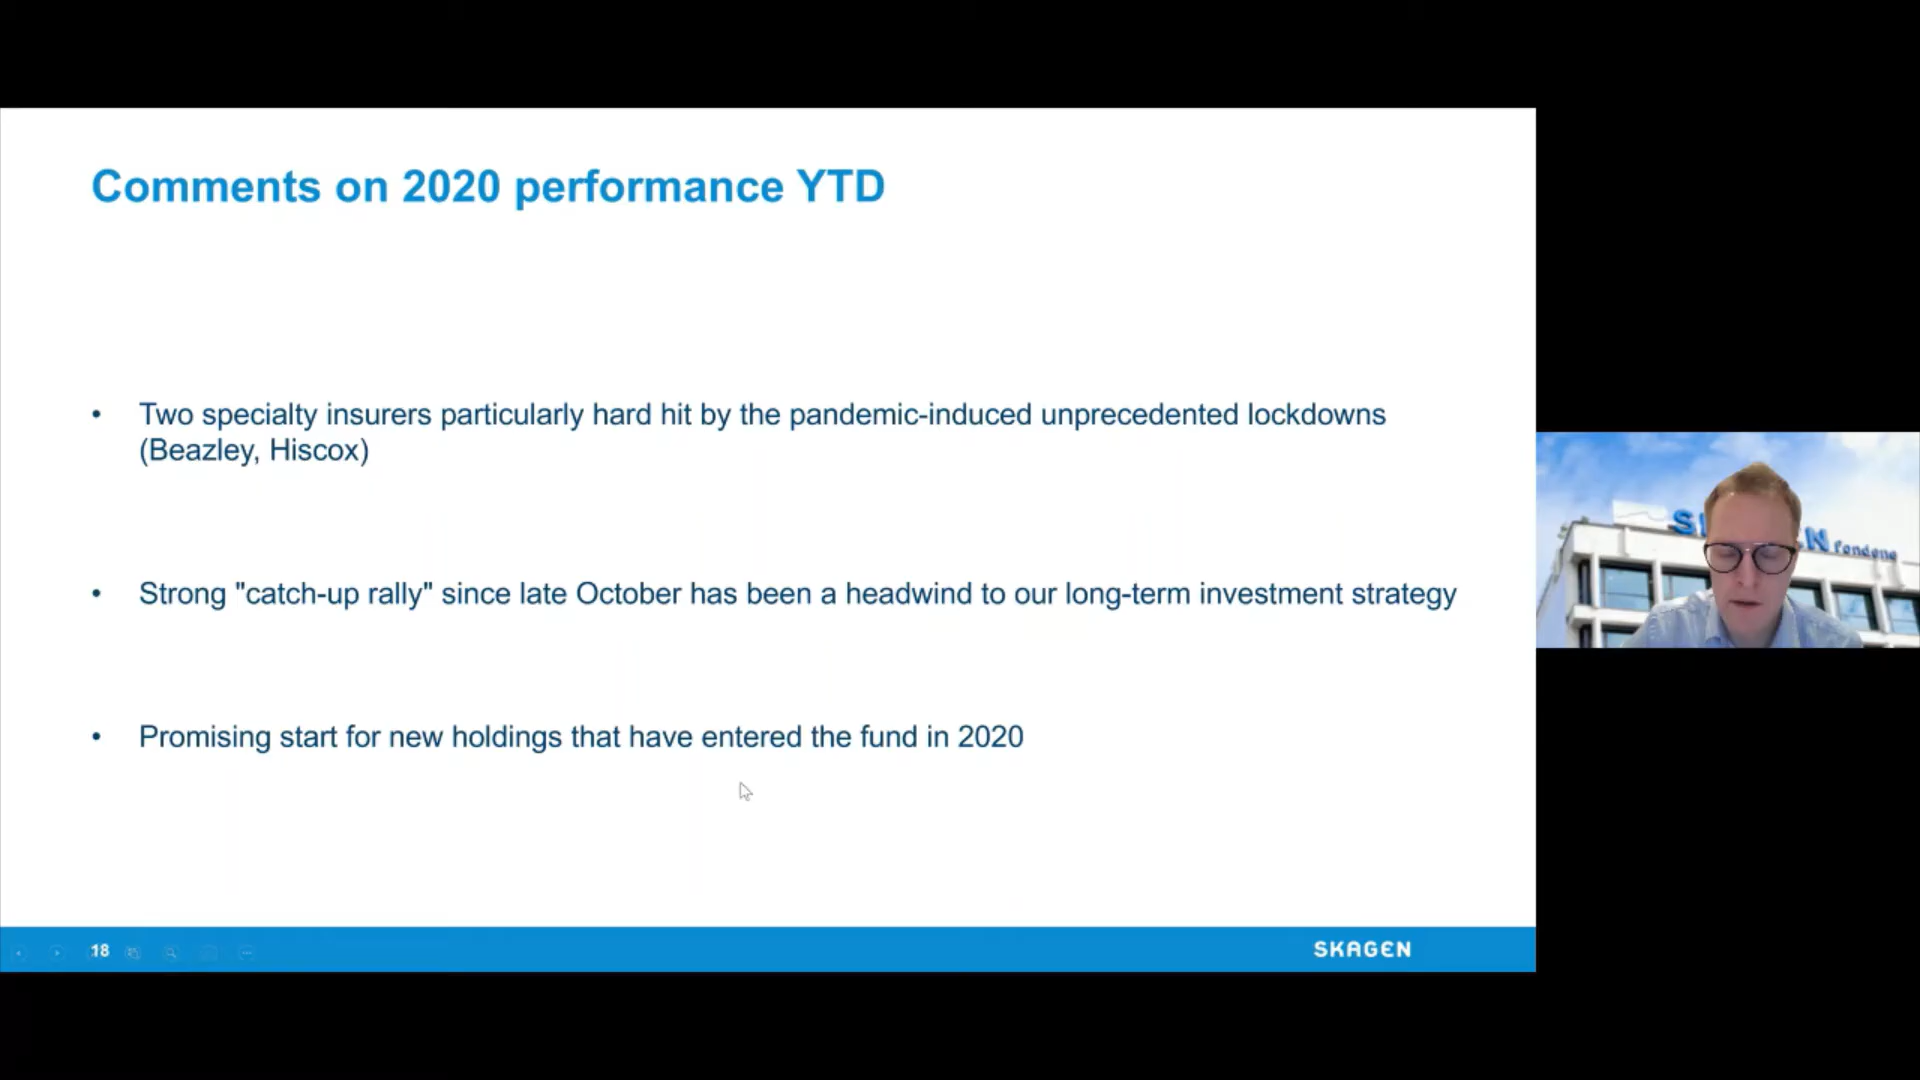 Comments on 2020 performance YTD
• Two specialty insurers particularly hard hit by the pandemic-induced unprecedented lockdowns
(Beazley, Hiscox)
• Strong "catch-up rally" since late October has been a headwind to our long-term investment strategy
• Promising start for new holdings that have entered the fund in 2020
18
SKAGEN
S
N fondene